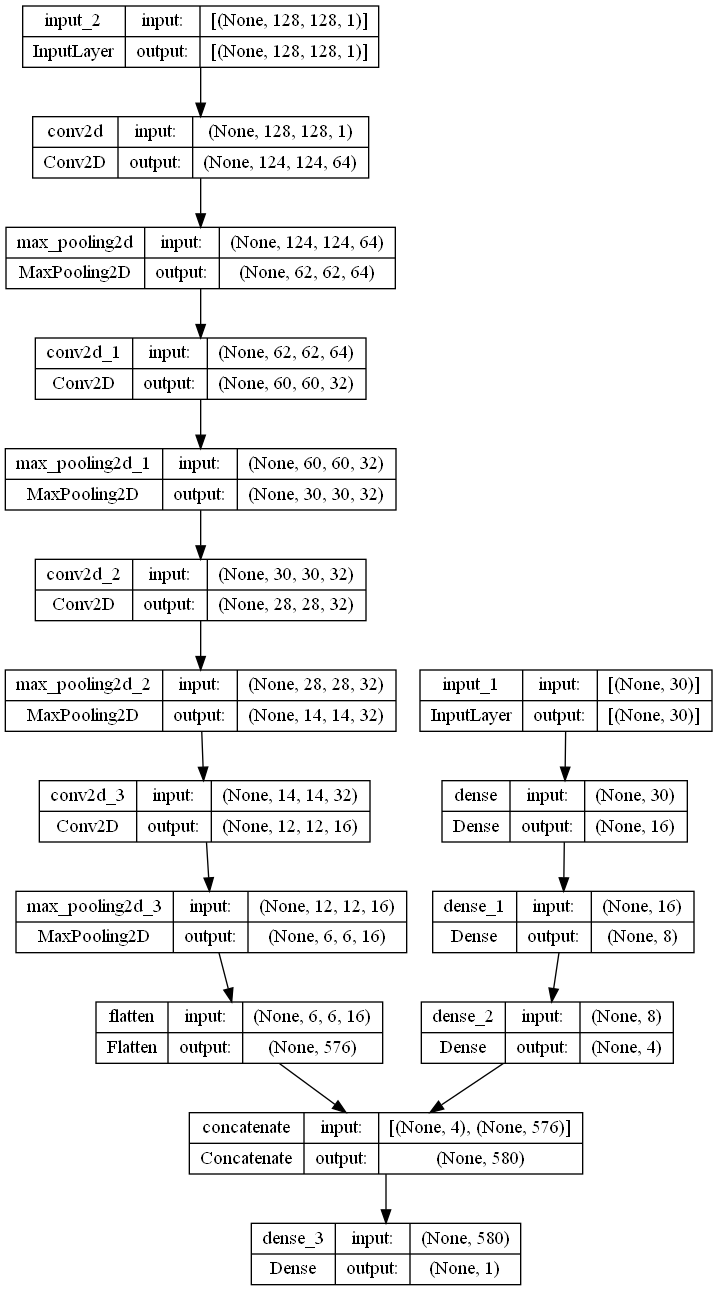 input_2 input: [(None, 128, 128, 1)]
InputLayer output: [(None, 128, 128, 1)]
conv2d input: (None, 128, 128, 1)
Conv2D output: (None, 124, 124, 64)
max_pooling2d input: (None, 124, 124, 64)
MaxPooling2D output: (None, 62, 62, 64)
conv2d_1 input: (None, 62, 62, 64)
Conv2D output: (None, 60, 60, 32)
max_pooling2d_1 input: (None, 60, 60, 32)
MaxPooling2D output: (None, 30, 30, 32)
conv2d_2 input: (None, 30, 30, 32)
Conv2D output: (None, 28, 28, 32)
max_pooling2d_2 input: (None, 28, 28, 32)
MaxPooling2D output: (None, 14, 14, 32)
input_1 input: [(None, 30)]
InputLayer output: [(None, 30)]
conv2d_3 input: (None, 14, 14, 32)
Conv2D output: (None, 12, 12, 16)
dense input: (None, 30)
Dense output: (None, 16)
max_pooling2d_3 input: (None, 12, 12, 16)
MaxPooling2D output: (None, 6, 6, 16)
dense_1 input: (None, 16)
Dense output: (None, 8)
flatten input: (None, 6, 6, 16)
Flatten output: (None, 576)
dense_2 input: (None, 8)
Dense output: (None, 4)
concatenate input: [(None, 4), (None, 576)]
Concatenate output: (None, 580)
dense_3 input: (None, 580)
Dense output: (None, 1)